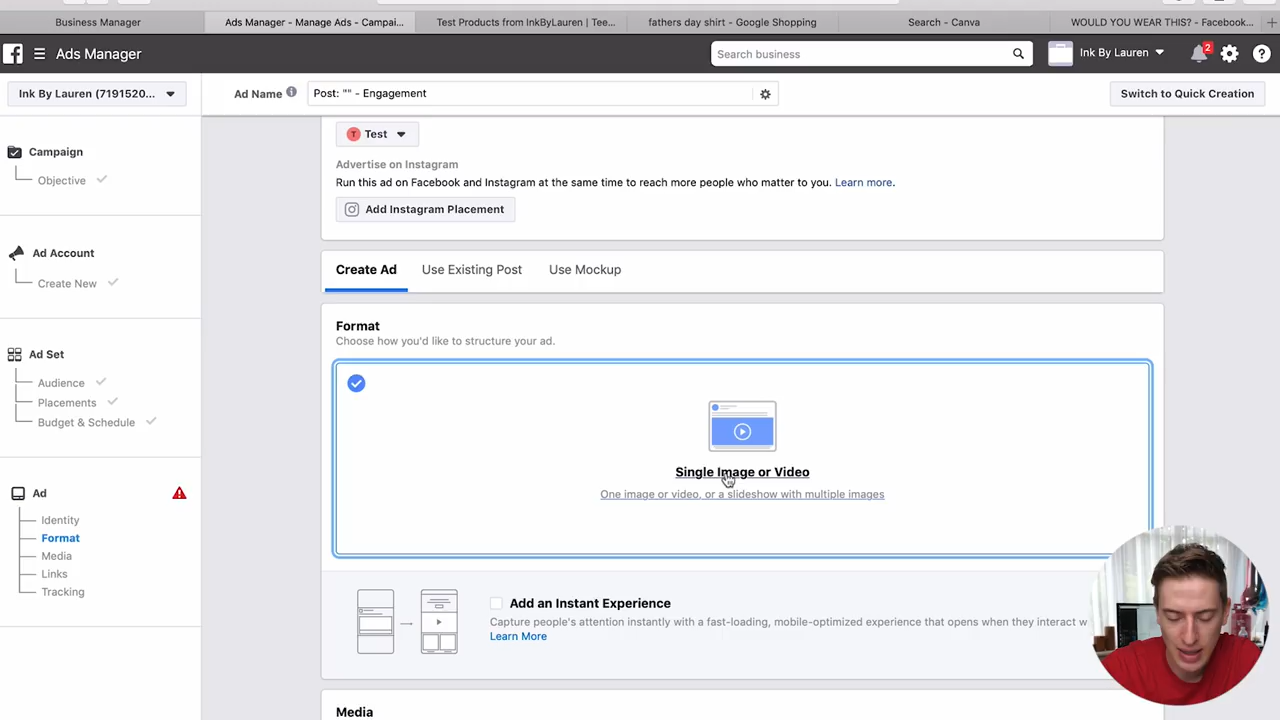 Business Manager
Ads Manager - Manage Ads - Campai...
Test Products from InkByLauren | Tee...
fathers day shirt - Google Shopping
Search - Canva
WOULD YOU WEAR THIS? - Facebook...
Ads Manager
Search business
Ink By Lauren
2
Ink By Lauren (7191520...
Ad Name
Post: "" - Engagement
Switch to Quick Creation
Campaign
Objective
Ad Account
Create New
Ad Set
Audience
Placements
Budget & Schedule
Ad
Identity
Format
Media
Links
Tracking
T Test
Advertise on Instagram
Run this ad on Facebook and Instagram at the same time to reach more people who matter to you. Learn more.
Add Instagram Placement
Create Ad
Use Existing Post
Use Mockup
Format
Choose how you'd like to structure your ad.
Single Image or Video
One image or video, or a slideshow with multiple images
Add an Instant Experience
Capture people's attention instantly with a fast-loading, mobile-optimized experience that opens when they interact w
Learn More
Media